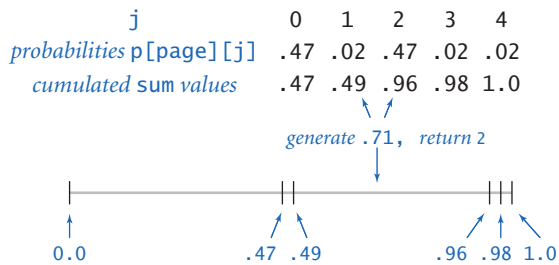 j 0 1 2 3 4
probabilities p[page][j] .47 .02 .47 .02 .02
cumulated sum values .47 .49 .96 .98 1.0
generate .71, return 2
0.0 .47 .49 .96 .98 1.0